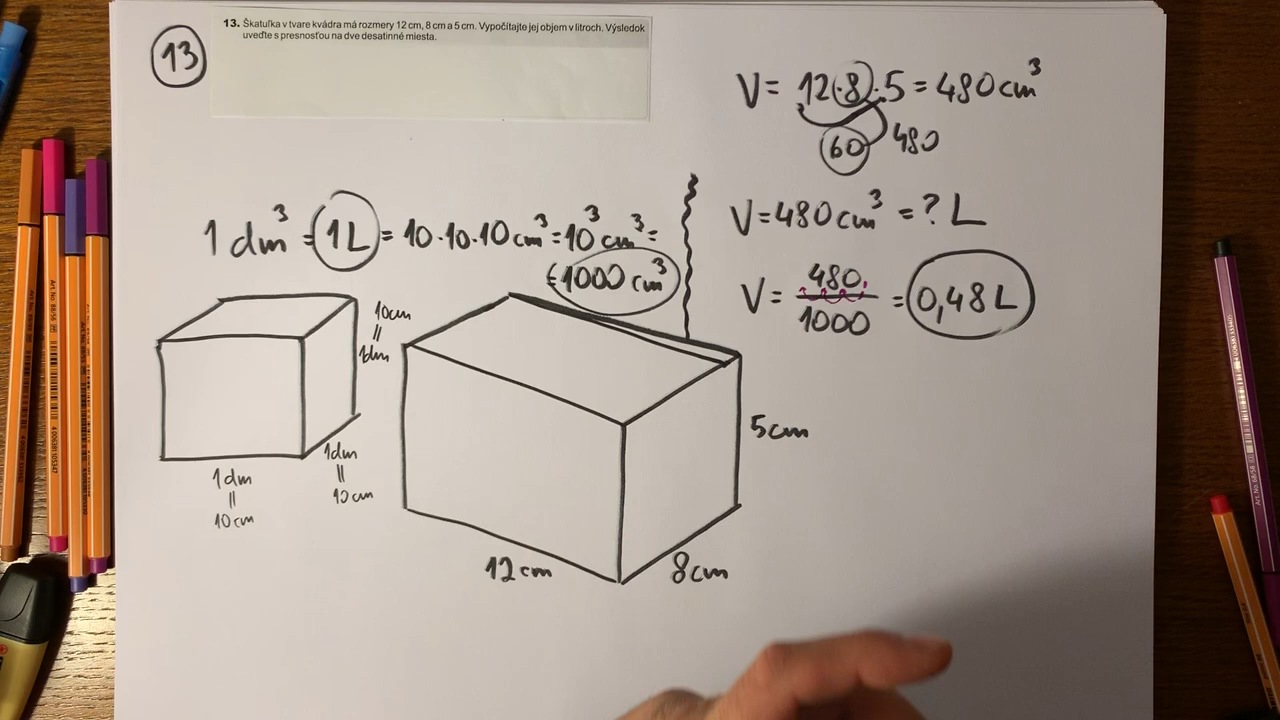 13
13. Škatuľka v tvare kvádra má rozmery 12 cm, 8 cm a 5 cm. Vypočítajte jej objem v litroch. Výsledok
uveďte s presnosťou na dve desatinné miesta.
V = 12·8·5 = 480 cm³
60 480
V = 480 cm³ = ? L
V = 480/1000 = 0,48 L
1 dm³ = 1L = 10·10·10 cm³ = 10³ cm³ =
= 1000 cm³
10cm
=
1dm
1dm
=
10cm
1dm
=
10cm
5cm
12cm
8cm